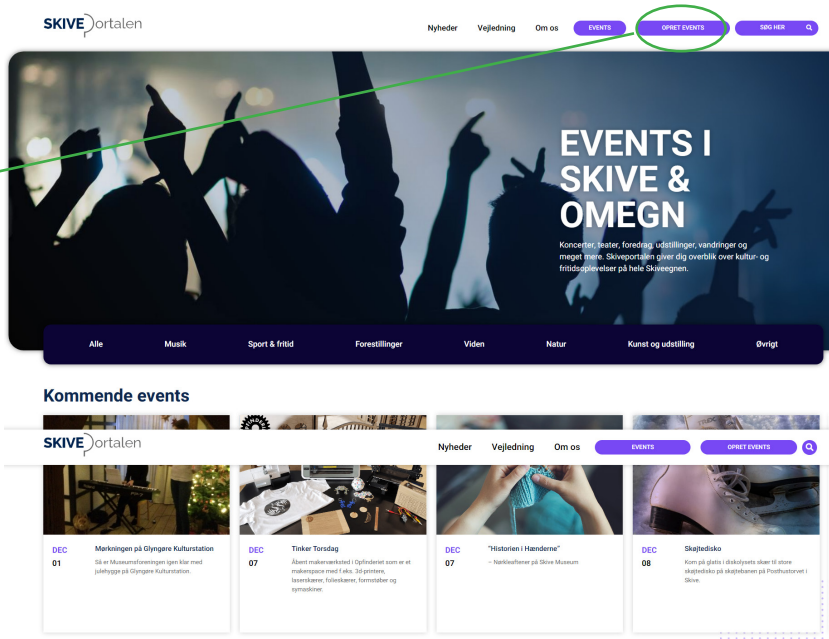 SKIVE Portalen
Nyheder Vejledning Om os EVENTS OPRET EVENTS SØG HER
EVENTS I
SKIVE &
OMEGN
Koncerter, teater, foredrag, udstillinger, vandringer og
meget mere. Skiveportalen giver dig overblik over kultur- og
fritidsoplevelser på hele Skiveegnen.
Alle Musik Sport & fritid Forestillinger Viden Natur Kunst og udstilling Øvrigt
Kommende events
SKIVE Portalen
Nyheder Vejledning Om os EVENTS OPRET EVENTS
DEC
01
Mørkningen på Glyngøre Kulturstation
Så er Museumsforeningen igen klar med
julehygge på Glyngøre Kulturstation.
DEC
07
Tinker Torsdag
Åbent makerværksted i Opfinderiet som er et
makerspace med f.eks. 3d-printere,
laserskærer, folieskærer, formstøber og
symaskiner.
DEC
07
"Historien i Hænderne"
– Nørkleaftener på Skive Museum
DEC
08
Skøjtedisko
Kom på glatis i diskolysets skær til store
skøjtedisko på skøjtebanen på Posthustorvet i
Skive.